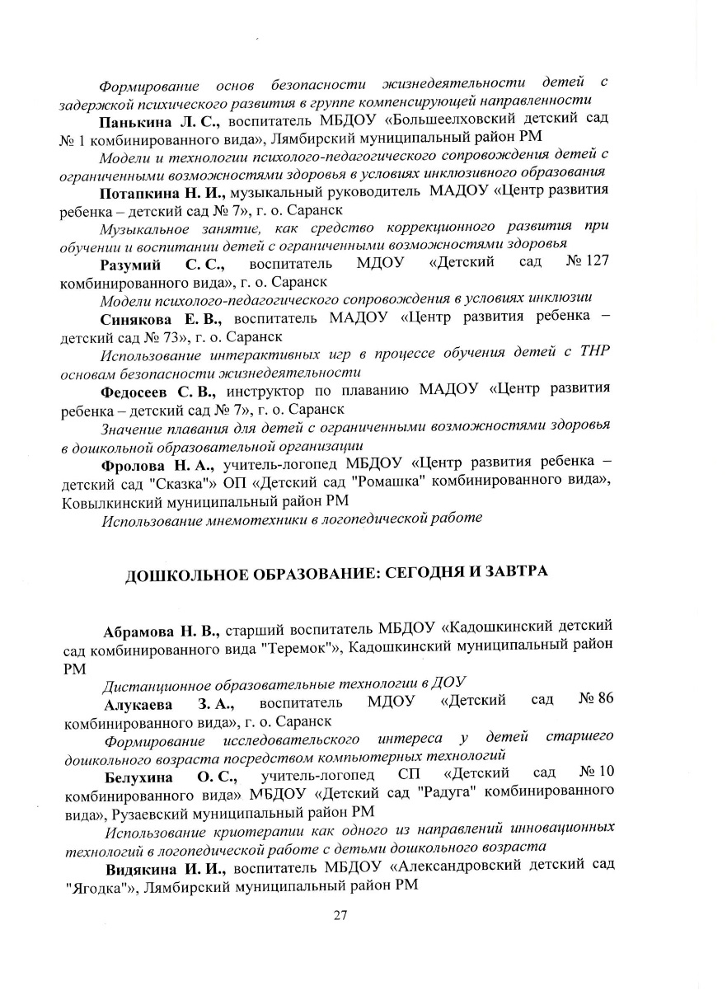 Формирование основ безопасности жизнедеятельности детей с
задержкой психического развития в группе компенсирующей направленности
Панькина Л. С., воспитатель МБДОУ «Большеелховский детский сад
№ 1 комбинированного вида», Лямбирский муниципальный район РМ
Модели и технологии психолого-педагогического сопровождения детей с
ограниченными возможностями здоровья в условиях инклюзивного образования
Потапкина Н. И., музыкальный руководитель МАДОУ «Центр развития
ребенка – детский сад № 7», г. о. Саранск
Музыкальное занятие, как средство коррекционного развития при
обучении и воспитании детей с ограниченными возможностями здоровья
Разумий С. С., воспитатель МДОУ «Детский сад № 127
комбинированного вида», г. о. Саранск
Модели психолого-педагогического сопровождения в условиях инклюзии
Синякова Е. В., воспитатель МАДОУ «Центр развития ребенка –
детский сад № 73», г. о. Саранск
Использование интерактивных игр в процессе обучения детей с ТНР
основам безопасности жизнедеятельности
Федосеев С. В., инструктор по плаванию МАДОУ «Центр развития
ребенка – детский сад № 7», г. о. Саранск
Значение плавания для детей с ограниченными возможностями здоровья
в дошкольной образовательной организации
Фролова Н. А., учитель-логопед МБДОУ «Центр развития ребенка –
детский сад "Сказка"» ОП «Детский сад "Ромашка" комбинированного вида»,
Ковылкинский муниципальный район РМ
Использование мнемотехники в логопедической работе
ДОШКОЛЬНОЕ ОБРАЗОВАНИЕ: СЕГОДНЯ И ЗАВТРА
Абрамова Н. В., старший воспитатель МБДОУ «Кадошкинский детский
сад комбинированного вида "Теремок"», Кадошкинский муниципальный район
РМ
Дистанционное образовательные технологии в ДОУ
Алукаева З. А., воспитатель МДОУ «Детский сад № 86
комбинированного вида», г. о. Саранск
Формирование исследовательского интереса у детей старшего
дошкольного возраста посредством компьютерных технологий
Белухина О. С., учитель-логопед СП «Детский сад № 10
комбинированного вида» МБДОУ «Детский сад "Радуга" комбинированного
вида», Рузаевский муниципальный район РМ
Использование криотерапии как одного из направлений инновационных
технологий в логопедической работе с детьми дошкольного возраста
Видякина И. И., воспитатель МБДОУ «Александровский детский сад
"Ягодка"», Лямбирский муниципальный район РМ
27